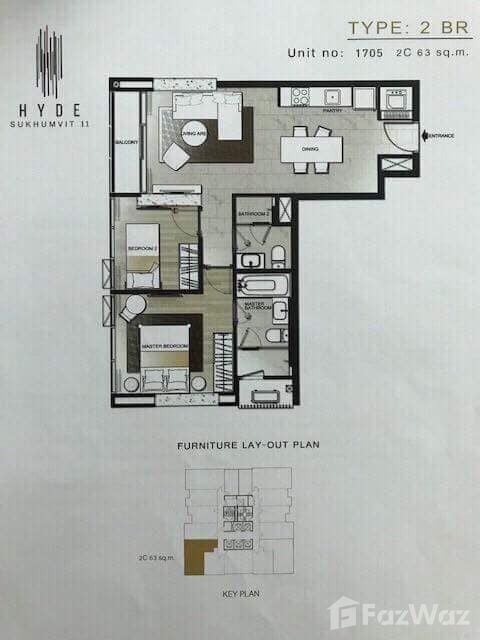 TYPE: 2 BR
Unit no: 1705 2C 63 sq.m.
HYDE
SUKHUMVIT 11
PANTRY
ENTRANCE
LIVING ARE
BALCONY
DINING
BATHROOM 2
BEDROOM 2
MASTER
BATHROOM
MASTER BEDROOM
FURNITURE LAY-OUT PLAN
2C 63 sq.m.
KEY PLAN
FazWaz